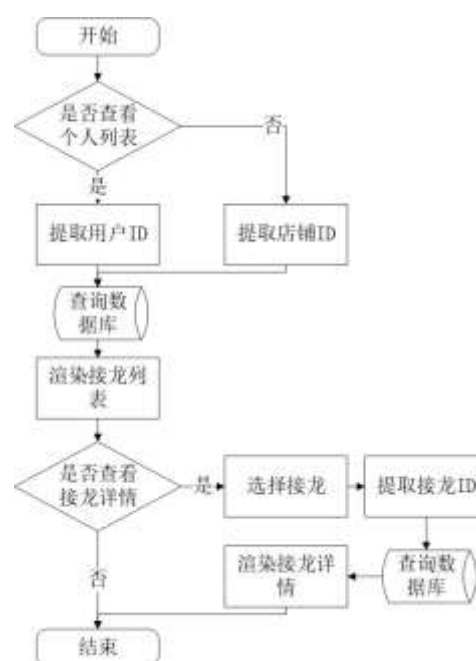 开始
是否查看
个人列表
否
是
提取用户ID
提取店铺ID
查询数
据库
渲染接龙列
表
是否查看
接龙详情
是
选择接龙
提取接龙ID
否
渲染接龙详
情
查询数
据库
结束